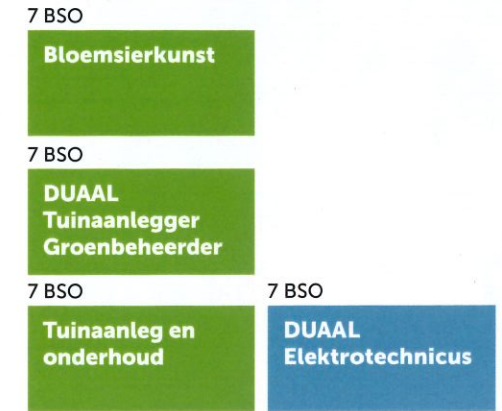 7 BSO
Bloemsierkunst
7 BSO
DUAAL
Tuinaanlegger
Groenbeheerder
7 BSO
Tuinaanleg en
onderhoud
7 BSO
DUAAL
Elektrotechnicus